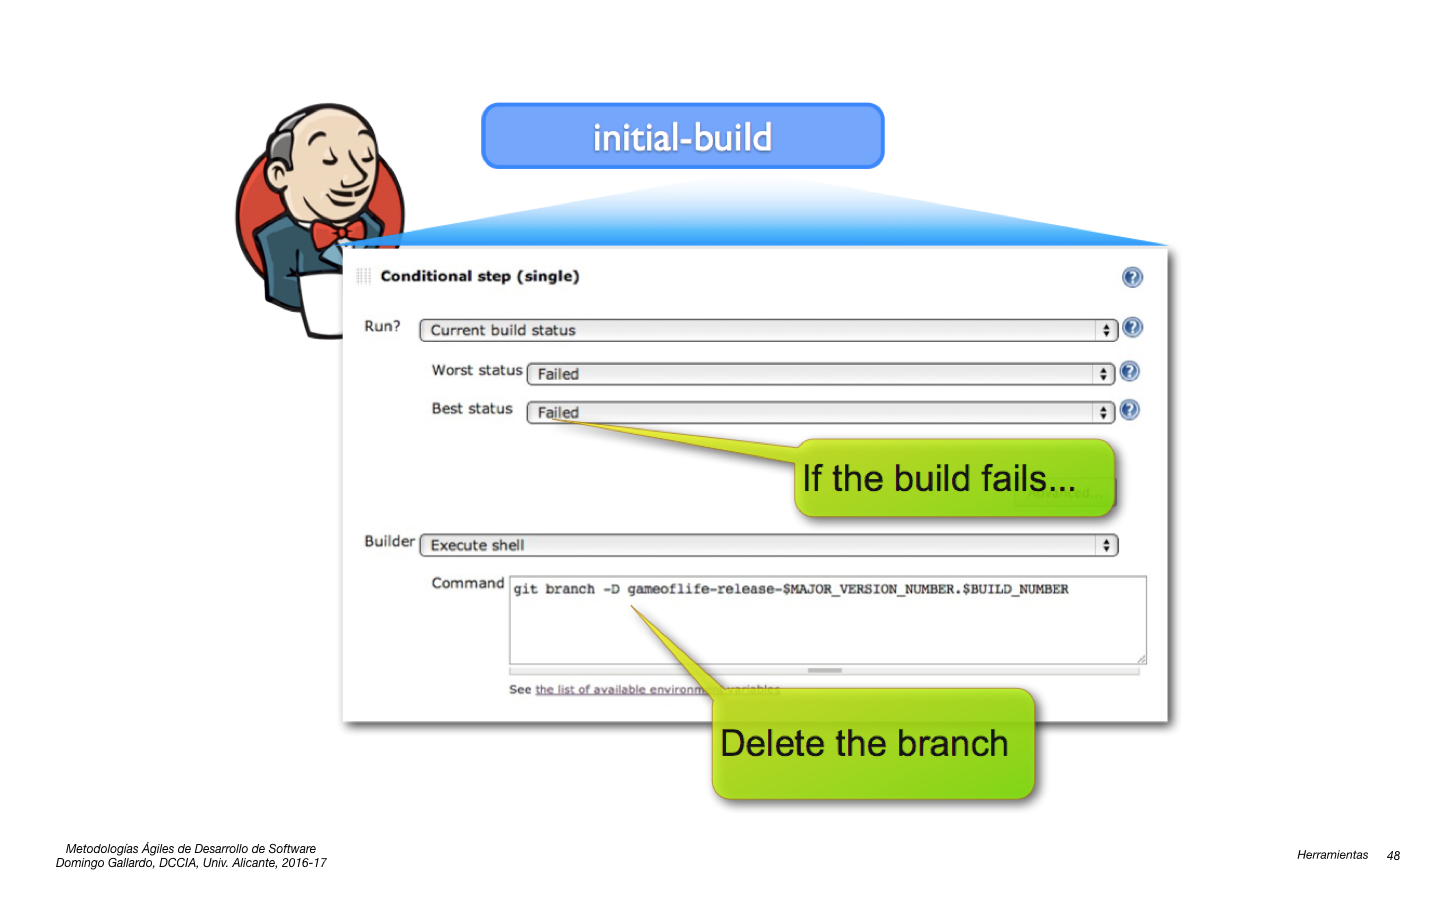 initial-build
Conditional step (single)
Run? Current build status
Worst status Failed
Best status Failed
If the build fails...
Advanced...
Builder Execute shell
Command git branch -D gameoflife-release-$MAJOR_VERSION_NUMBER.$BUILD_NUMBER
See the list of available environment variables
Delete the branch
Metodologías Ágiles de Desarrollo de Software
Domingo Gallardo, DCCIA, Univ. Alicante, 2016-17
Herramientas 48